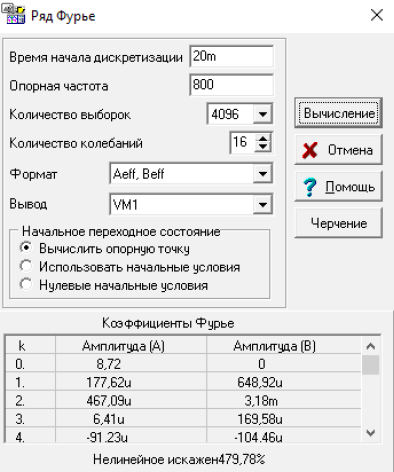 Ряд Фурье
Время начала дискретизации 20m
Опорная частота 800
Количество выборок 4096
Количество колебаний 16
Формат Aeff, Beff
Вывод VM1
Вычисление
Отмена
Помощь
Черчение
Начальное переходное состояние
Вычислить опорную точку
Использовать начальные условия
Нулевые начальные условия
Коэффициенты Фурье
k Амплитуда (A) Амплитуда (B)
0. 8,72 0
1. 177,62u 648,92u
2. 467,09u 3,18m
3. 6,41u 169,58u
4. -91.23u -104.46u
Нелинейное искажен479,78%